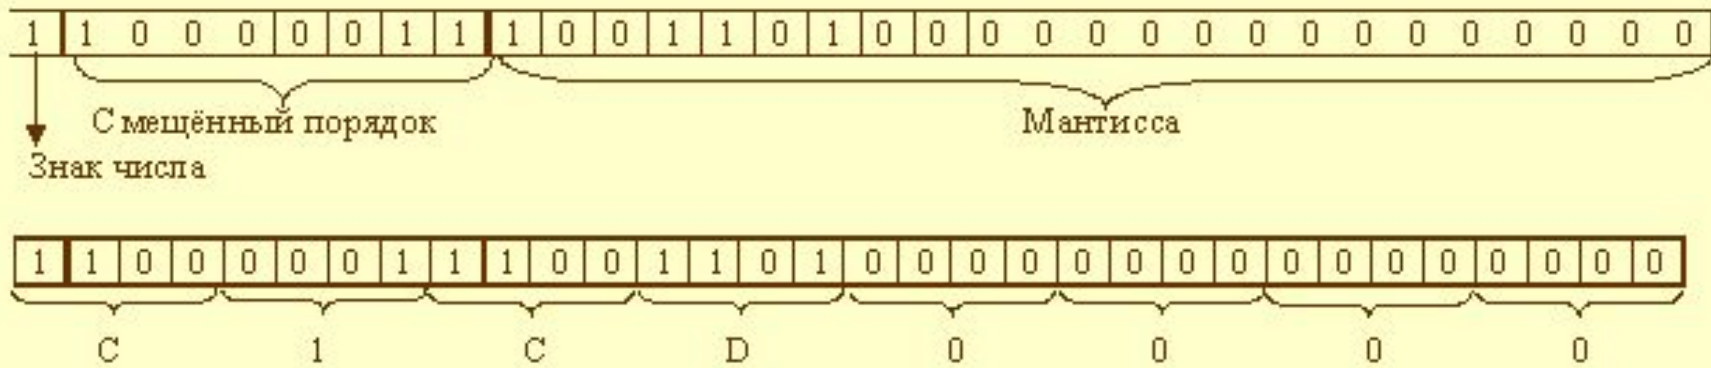 1 1 0 0 0 0 0 1 1 1 0 0 1 1 0 1 0 0 0 0 0 0 0 0 0 0 0 0 0 0 0 0
Смещённый порядок Мантисса
Знак числа
1 1 0 0 0 0 0 1 1 1 0 0 1 1 0 1 0 0 0 0 0 0 0 0 0 0 0 0 0 0 0 0
C 1 C D 0 0 0 0